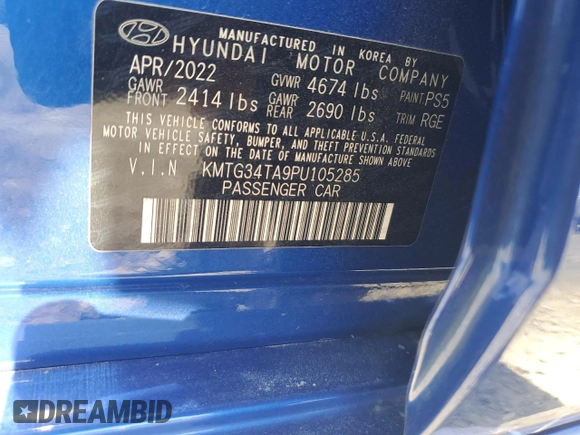 MANUFACTURED IN KOREA BY
HYUNDAI MOTOR COMPANY
APR/2022 GVWR 4674 lbs PAINT PS5
GAWR FRONT 2414 lbs GAWR REAR 2690 lbs TRIM RGE
THIS VEHICLE CONFORMS TO ALL APPLICABLE U.S.A. FEDERAL
MOTOR VEHICLE SAFETY, BUMPER, AND THEFT PREVENTION STANDARDS
IN EFFECT ON THE DATE OF MANUFACTURE SHOWN ABOVE.
V.I.N KMTG34TA9PU105285
PASSENGER CAR
DREAMBID